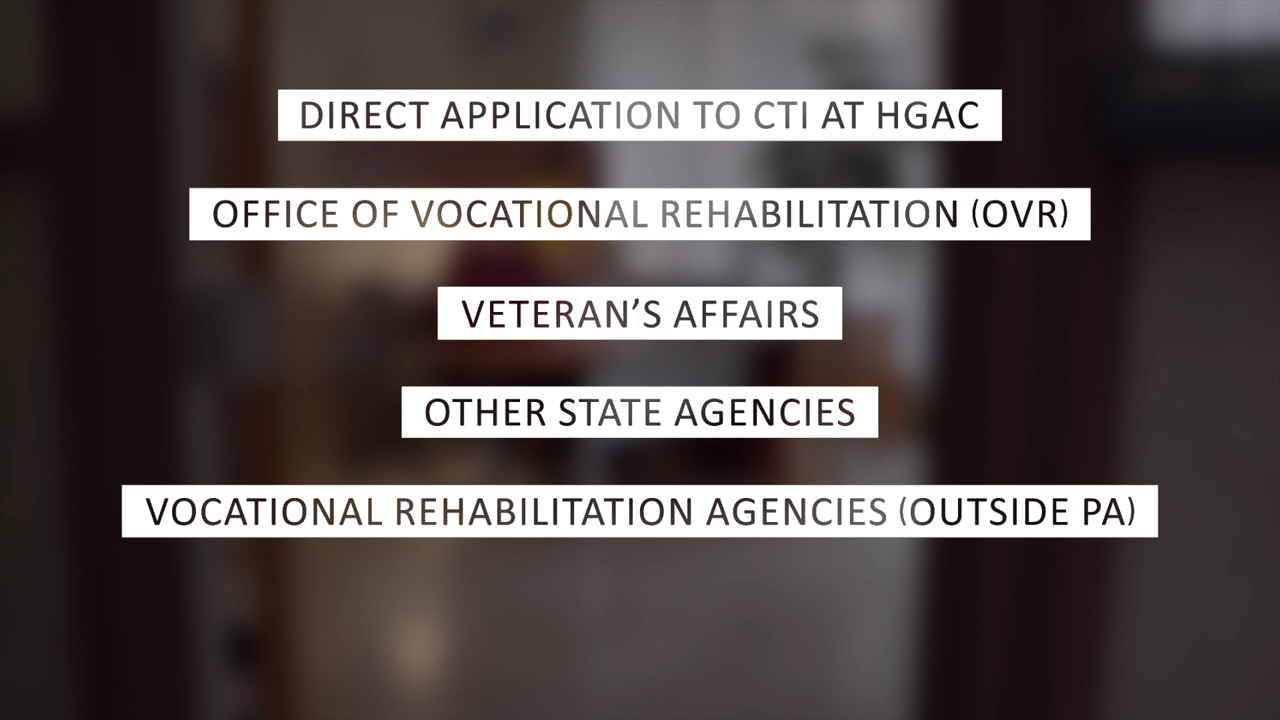 DIRECT APPLICATION TO CTI AT HGAC
OFFICE OF VOCATIONAL REHABILITATION (OVR)
VETERAN’S AFFAIRS
OTHER STATE AGENCIES
VOCATIONAL REHABILITATION AGENCIES (OUTSIDE PA)